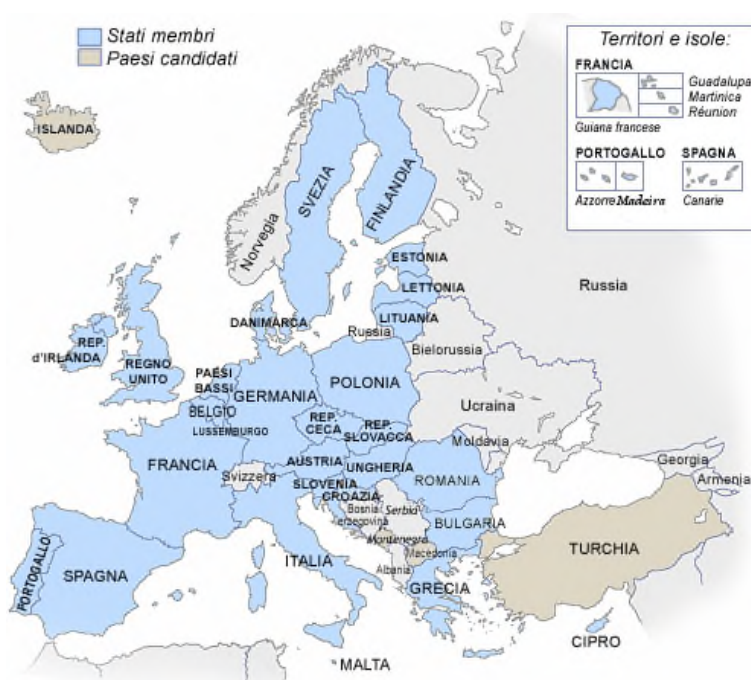 Stati membri
Paesi candidati
Territori e isole:
FRANCIA
Guadalupa
Martinica
Réunion
Guiana francese
PORTOGALLO
SPAGNA
Azzorre
Madeira
Canarie
ISLANDA
SVEZIA
FINLANDIA
Norvegia
ESTONIA
LETTONIA
LITUANIA
Russia
Russia
DANIMARCA
Bielorussia
REP.
d'IRLANDA
REGNO
UNITO
PAESI
BASSI
GERMANIA
POLONIA
BELGIO
LUSSEMBURGO
REP.
CECA
REP.
SLOVACCA
Ucraina
Moldavia
FRANCIA
Svizzera
AUSTRIA
UNGHERIA
SLOVENIA
CROAZIA
ROMANIA
Georgia
Armenia
Bosnia
Herzegovina
Serbia
Montenegro
BULGARIA
Macedonia
Albania
PORTOGALLO
SPAGNA
ITALIA
GRECIA
TURCHIA
CIPRO
MALTA